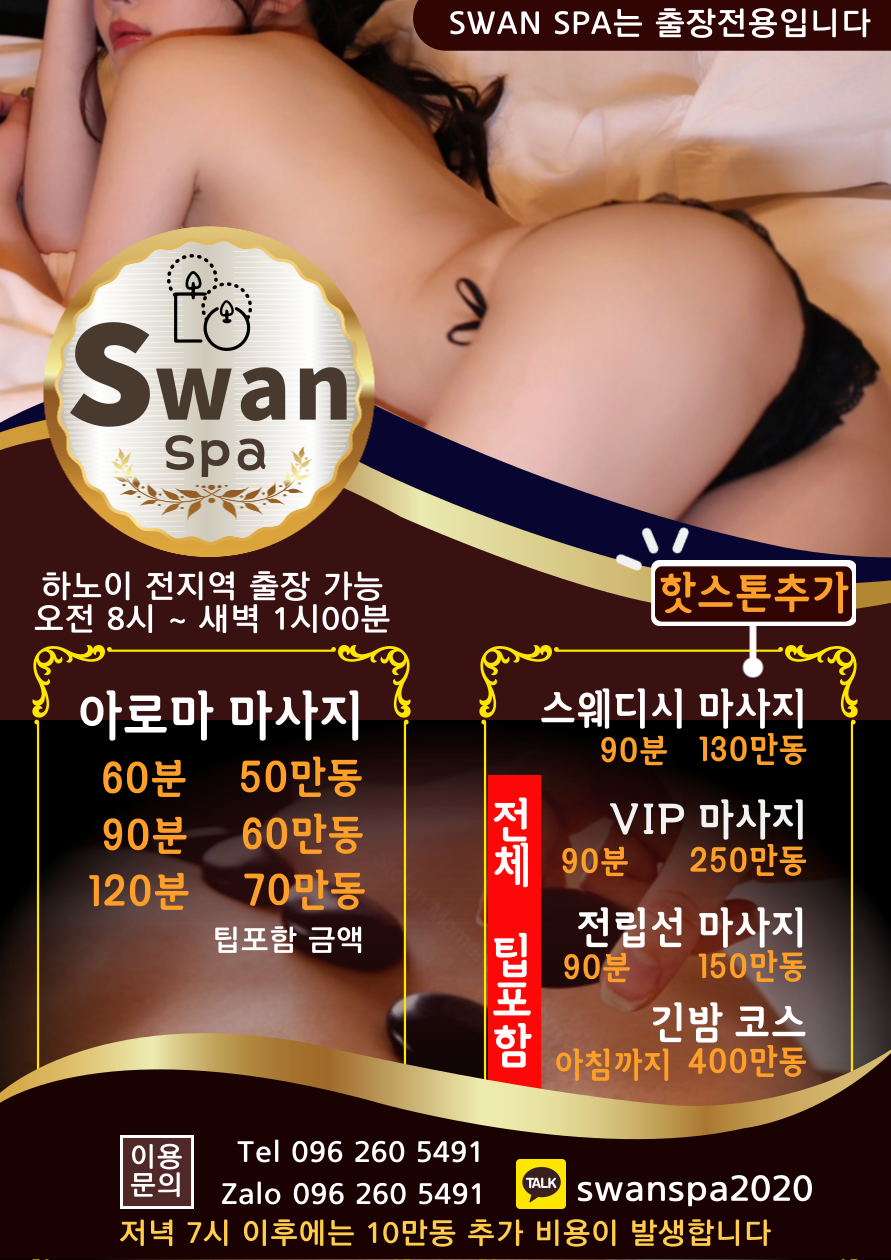 SWAN SPA는 출장전용입니다
Swan
Spa
하노이 전지역 출장 가능
오전 8시 ~ 새벽 1시00분
핫스톤추가
아로마 마사지
60분 50만동
90분 60만동
120분 70만동
팁포함 금액
스웨디시 마사지
90분 130만동
VIP 마사지
90분 250만동
전립선 마사지
90분 150만동
긴밤 코스
아침까지 400만동
전체 팁포함
이용
문의
Tel 096 260 5491
Zalo 096 260 5491
TALK
swanspa2020
저녁 7시 이후에는 10만동 추가 비용이 발생합니다